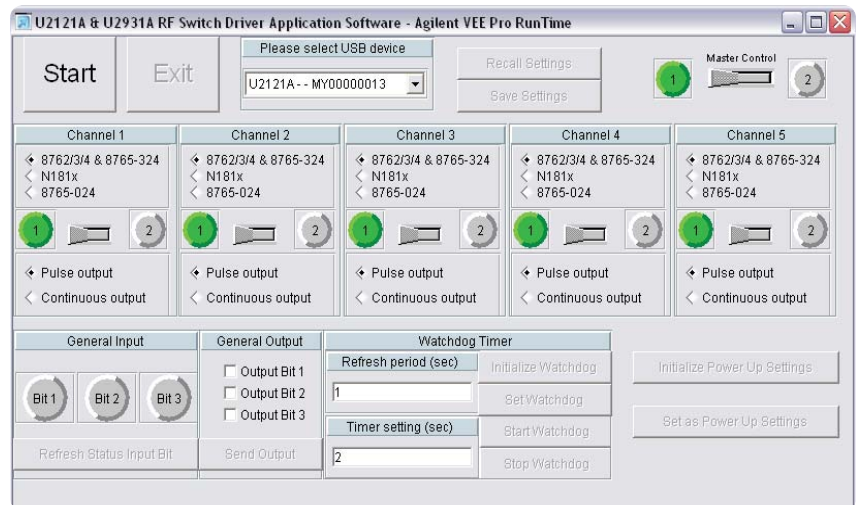 U2121A & U2931A RF Switch Driver Application Software - Agilent VEE Pro RunTime
Start
Exit
Please select USB device
U2121A - - MY00000013
Recall Settings
Save Settings
1
Master Control
2
Channel 1
8762/3/4 & 8765-324
N181x
8765-024
1
2
Pulse output
Continuous output
Channel 2
8762/3/4 & 8765-324
N181x
8765-024
1
2
Pulse output
Continuous output
Channel 3
8762/3/4 & 8765-324
N181x
8765-024
1
2
Pulse output
Continuous output
Channel 4
8762/3/4 & 8765-324
N181x
8765-024
1
2
Pulse output
Continuous output
Channel 5
8762/3/4 & 8765-324
N181x
8765-024
1
2
Pulse output
Continuous output
General Input
Bit 1
Bit 2
Bit 3
Refresh Status Input Bit
General Output
Output Bit 1
Output Bit 2
Output Bit 3
Send Output
Watchdog Timer
Refresh period (sec)
1
Timer setting (sec)
2
Initialize Watchdog
Set Watchdog
Start Watchdog
Stop Watchdog
Initialize Power Up Settings
Set as Power Up Settings